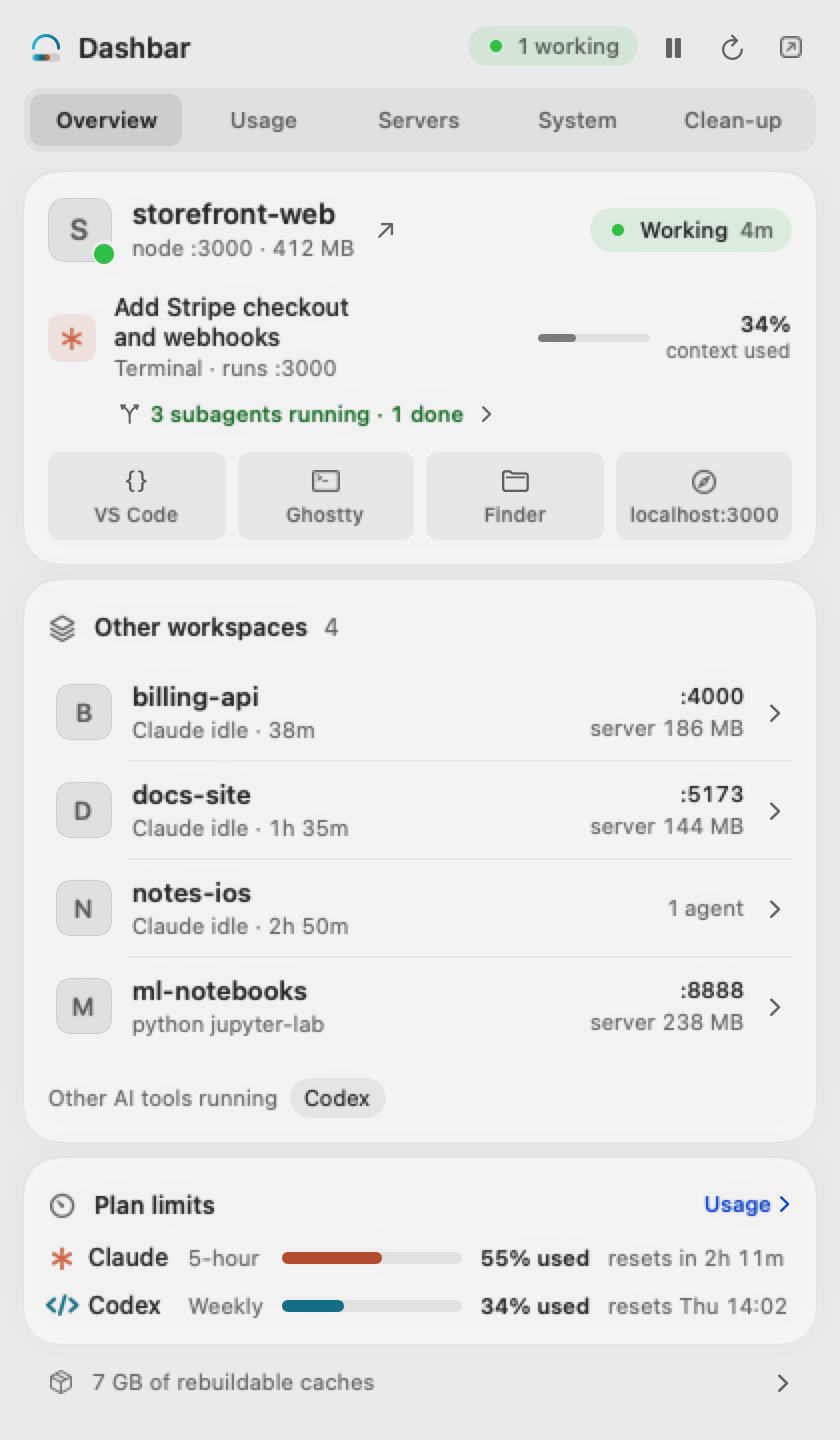 Dashbar
1 working
Overview Usage Servers System Clean-up
S
storefront-web
node :3000 · 412 MB
Working 4m
Add Stripe checkout
and webhooks
Terminal · runs :3000
34%
context used
3 subagents running · 1 done
VS Code Ghostty Finder localhost:3000
Other workspaces 4
B
billing-api
Claude idle · 38m
:4000
server 186 MB
D
docs-site
Claude idle · 1h 35m
:5173
server 144 MB
N
notes-ios
Claude idle · 2h 50m
1 agent
M
ml-notebooks
python jupyter-lab
:8888
server 238 MB
Other AI tools running Codex
Plan limits Usage
Claude 5-hour 55% used resets in 2h 11m
Codex Weekly 34% used resets Thu 14:02
7 GB of rebuildable caches